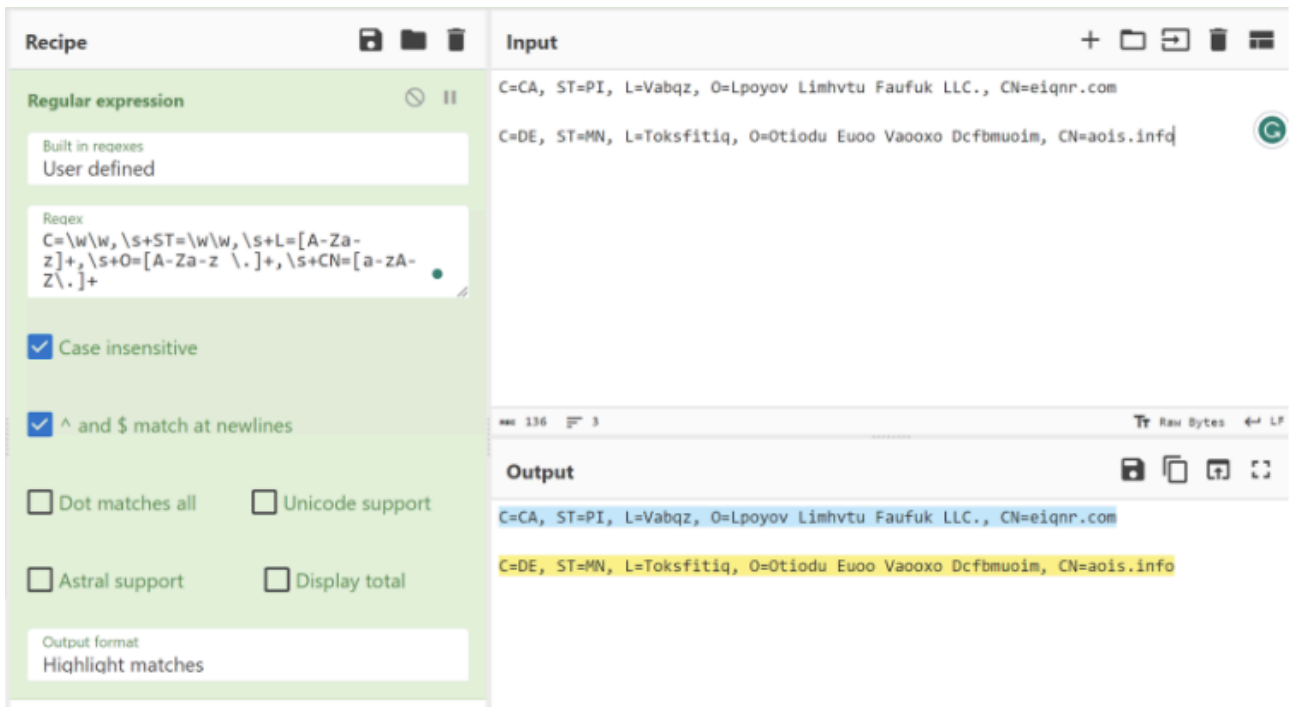 Recipe
Regular expression
Built in regexes
User defined
Regex
C=\w\w,\s+ST=\w\w,\s+L=[A-Za-
z]+,\s+O=[A-Za-z \.]+,\s+CN=[a-zA-
Z\.]+
Case insensitive
^ and $ match at newlines
Dot matches all
Unicode support
Astral support
Display total
Output format
Highlight matches
Input
C=CA, ST=PI, L=Vabqz, O=Lpoyov Limhvtu Faufuk LLC., CN=eiqnr.com
C=DE, ST=MN, L=Toksfitiq, O=Otiodu Euoo Vaooxo Dcfbmuoim, CN=aois.info
136
3
Tт Raw Bytes
LF
Output
C=CA, ST=PI, L=Vabqz, O=Lpoyov Limhvtu Faufuk LLC., CN=eiqnr.com
C=DE, ST=MN, L=Toksfitiq, O=Otiodu Euoo Vaooxo Dcfbmuoim, CN=aois.info